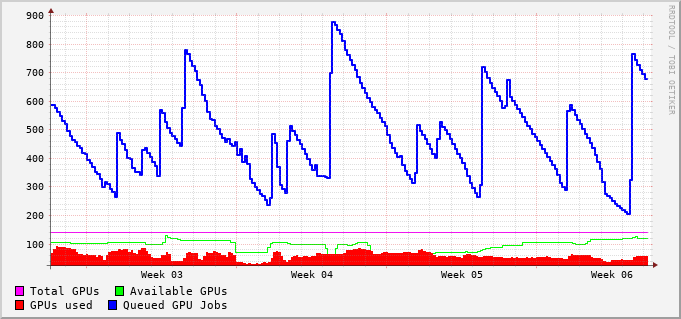 900
800
700
600
500
400
300
200
100
Week 03 Week 04 Week 05 Week 06
Total GPUs Available GPUs
GPUs used Queued GPU Jobs
RRDTOOL / TOBI OETIKER